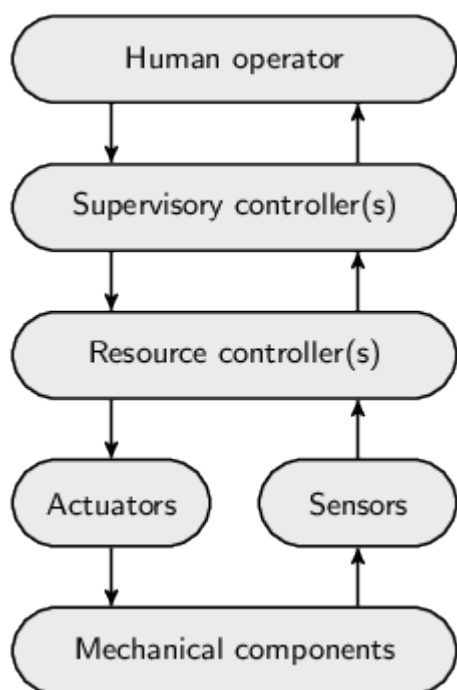 Human operator
Supervisory controller(s)
Resource controller(s)
Actuators
Sensors
Mechanical components